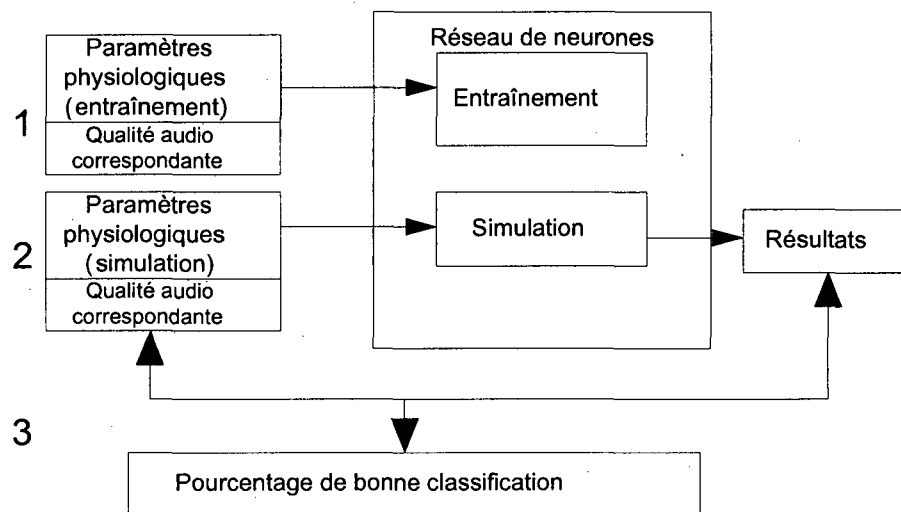 Réseau de neurones
1
Paramètres
physiologiques
(entraînement)
Qualité audio
correspondante
Entraînement
2
Paramètres
physiologiques
(simulation)
Qualité audio
correspondante
Simulation
Résultats
3
Pourcentage de bonne classification